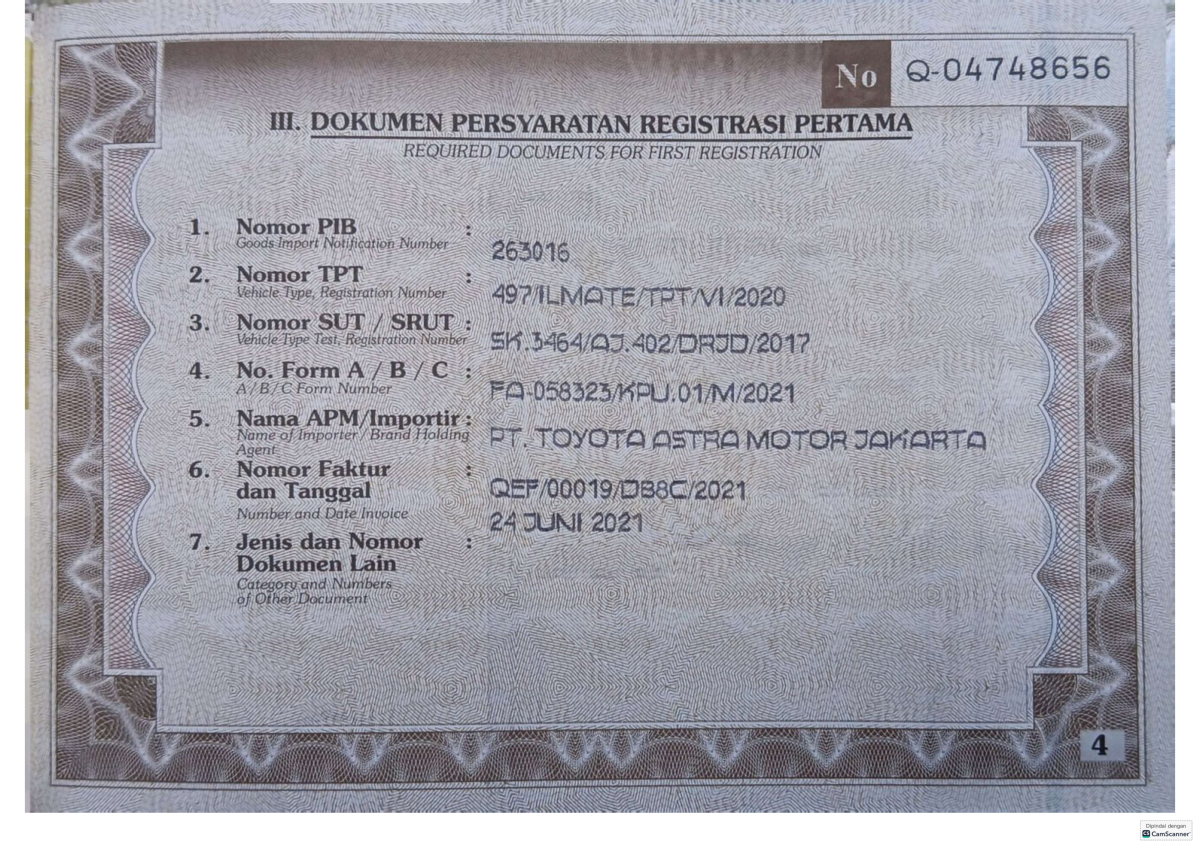 No Q-04748656
III. DOKUMEN PERSYARATAN REGISTRASI PERTAMA
REQUIRED DOCUMENTS FOR FIRST REGISTRATION
1. Nomor PIB :
Goods Import Notification Number
263016
2. Nomor TPT :
Vehicle Type, Registration Number
497/ILMATE/TPT/VI/2020
3. Nomor SUT / SRUT :
Vehicle Type Test, Registration Number
SK.3464/AJ.402/DRJD/2017
4. No. Form A / B / C :
A / B / C Form Number
FA-058323/KPU.01/M/2021
5. Nama APM/Importir :
Name of Importer / Brand Holding
Agent
PT. TOYOTA ASTRA MOTOR JAKARTA
6. Nomor Faktur :
dan Tanggal
Number and Date Invoice
QEF/00019/DB8C/2021
24 JUNI 2021
7. Jenis dan Nomor :
Dokumen Lain
Category and Numbers
of Other Document
4
Dipindai dengan
CamScanner